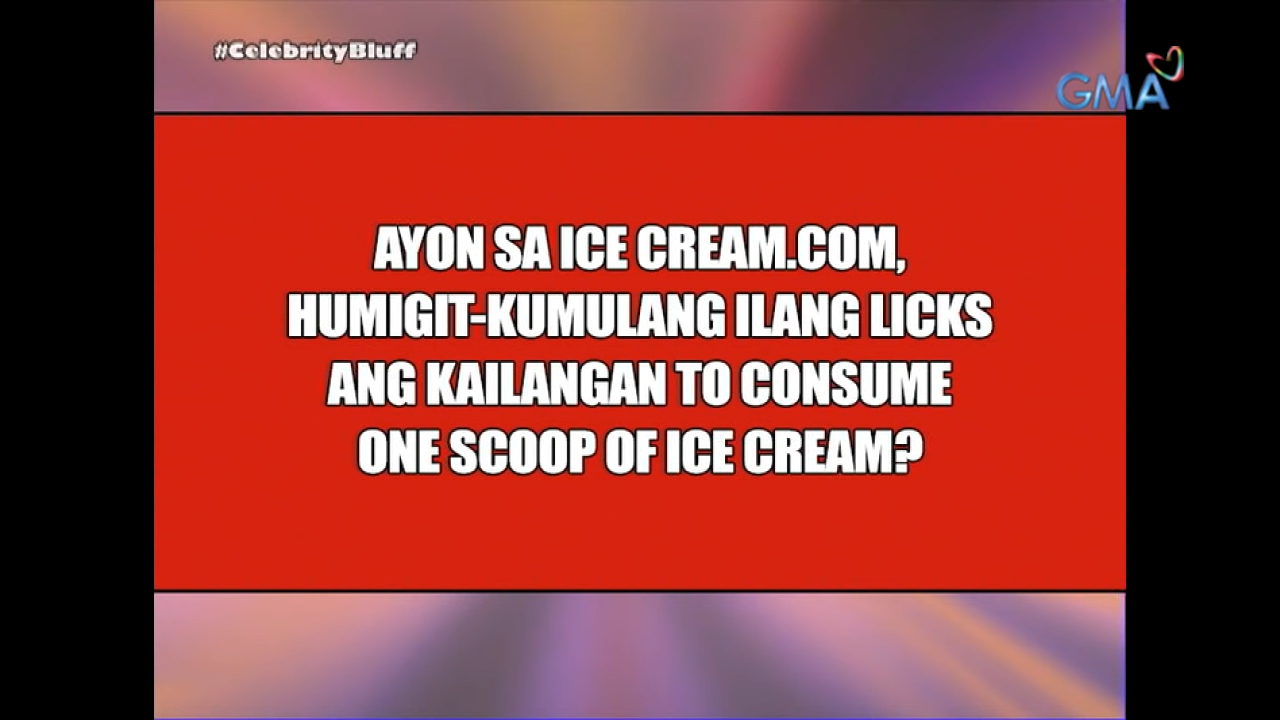 #CelebrityBluff
GMA
AYON SA ICE CREAM.COM,
HUMIGIT-KUMULANG ILANG LICKS
ANG KAILANGAN TO CONSUME
ONE SCOOP OF ICE CREAM?